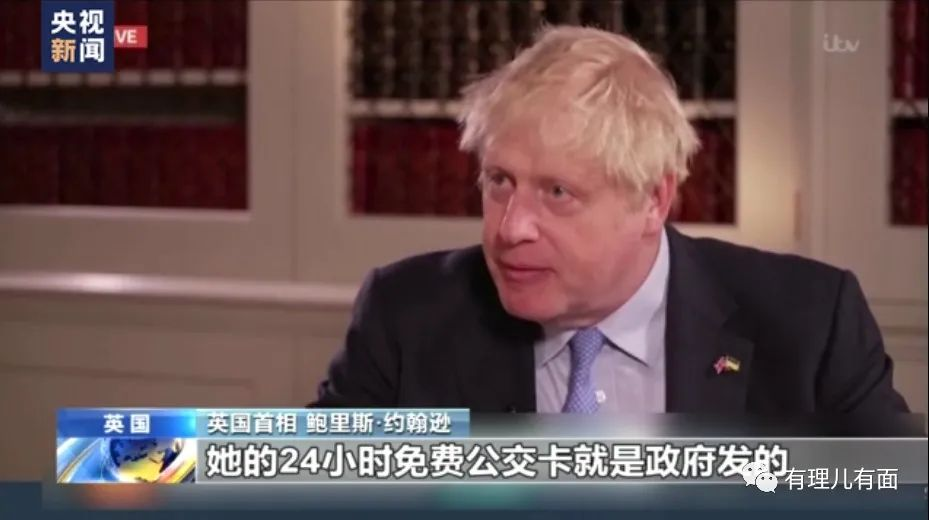 央视
新闻
VE
itv
英国
英国首相 鲍里斯·约翰逊
她的24小时免费公交卡就是政府发的
有理儿有面